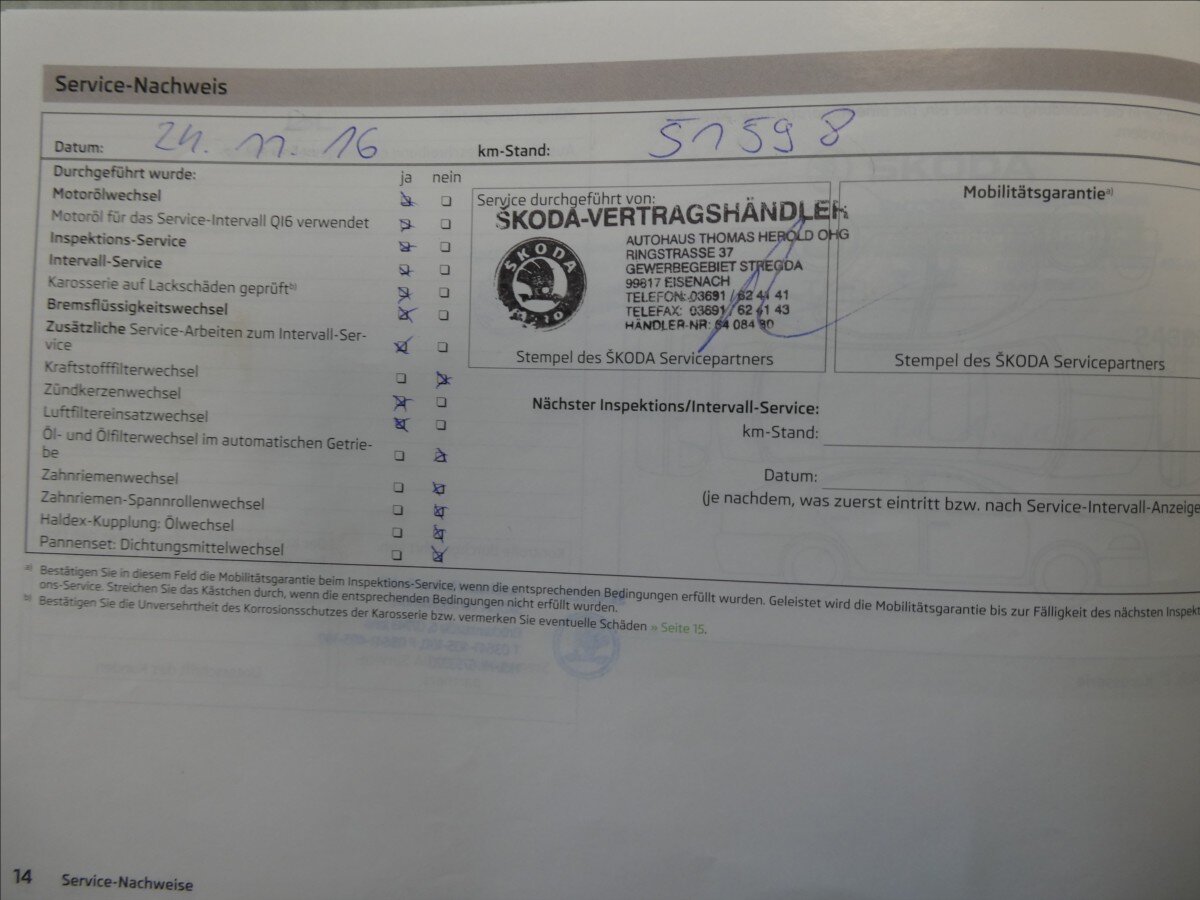 Service-Nachweis
Datum: 24. 11. 16
km-Stand: 51598
Durchgeführt wurde:
ja nein
Motorölwechsel
Motoröl für das Service-Intervall QI6 verwendet
Inspektions-Service
Intervall-Service
Karosserie auf Lackschäden geprüft b)
Bremsflüssigkeitswechsel
Zusätzliche Service-Arbeiten zum Intervall-Ser-
vice
Kraftstofffilterwechsel
Zündkerzenwechsel
Luftfiltereinsatzwechsel
Öl- und Ölfilterwechsel im automatischen Getrie-
be
Zahnriemenwechsel
Zahnriemen-Spannrollenwechsel
Haldex-Kupplung: Ölwechsel
Pannenset: Dichtungsmittelwechsel
Service durchgeführt von:
ŠKODA-VERTRAGSHÄNDLER
ŠKODA
AUTO
AUTOHAUS THOMAS HEROLD OHG
RINGSTRASSE 37
GEWERBEGEBIET STREGDA
99817 EISENACH
TELEFON: 03691 / 62 41 41
TELEFAX: 03691 / 62 41 43
HÄNDLER-NR: 64 084 90
Stempel des ŠKODA Servicepartners
Mobilitätsgarantie a)
Stempel des ŠKODA Servicepartners
Nächster Inspektions/Intervall-Service:
km-Stand:
Datum:
(je nachdem, was zuerst eintritt bzw. nach Service-Intervall-Anzeige
a) Bestätigen Sie in diesem Feld die Mobilitätsgarantie beim Inspektions-Service, wenn die entsprechenden Bedingungen erfüllt wurden. Geleistet wird die Mobilitätsgarantie bis zur Fälligkeit des nächsten Inspekti
ons-Service. Streichen Sie das Kästchen durch, wenn die entsprechenden Bedingungen nicht erfüllt wurden.
b) Bestätigen Sie die Unversehrtheit des Korrosionsschutzes der Karosserie bzw. vermerken Sie eventuelle Schäden » Seite 15.
14 Service-Nachweise